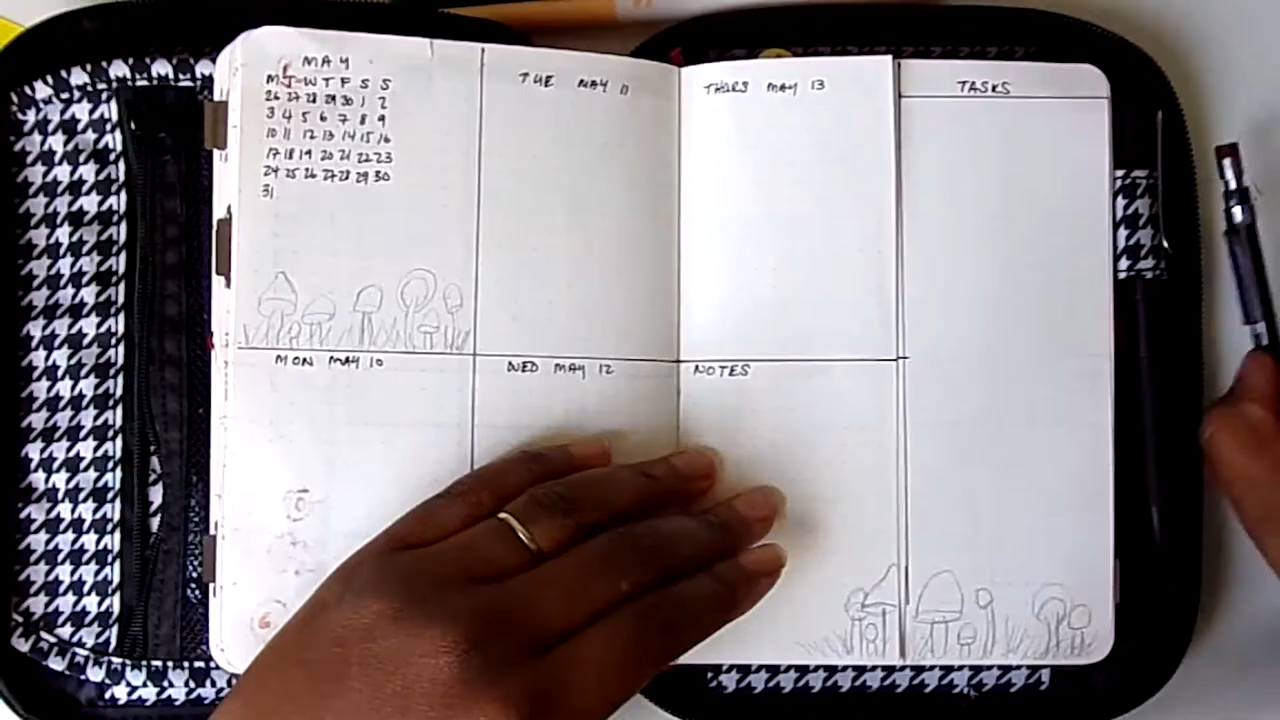 MAY
M T W T F S S
26 27 28 29 30 1 2
3 4 5 6 7 8 9
10 11 12 13 14 15 16
17 18 19 20 21 22 23
24 25 26 27 28 29 30
31
TUE MAY 11
THURS MAY 13
TASKS
MON MAY 10
WED MAY 12
NOTES
6